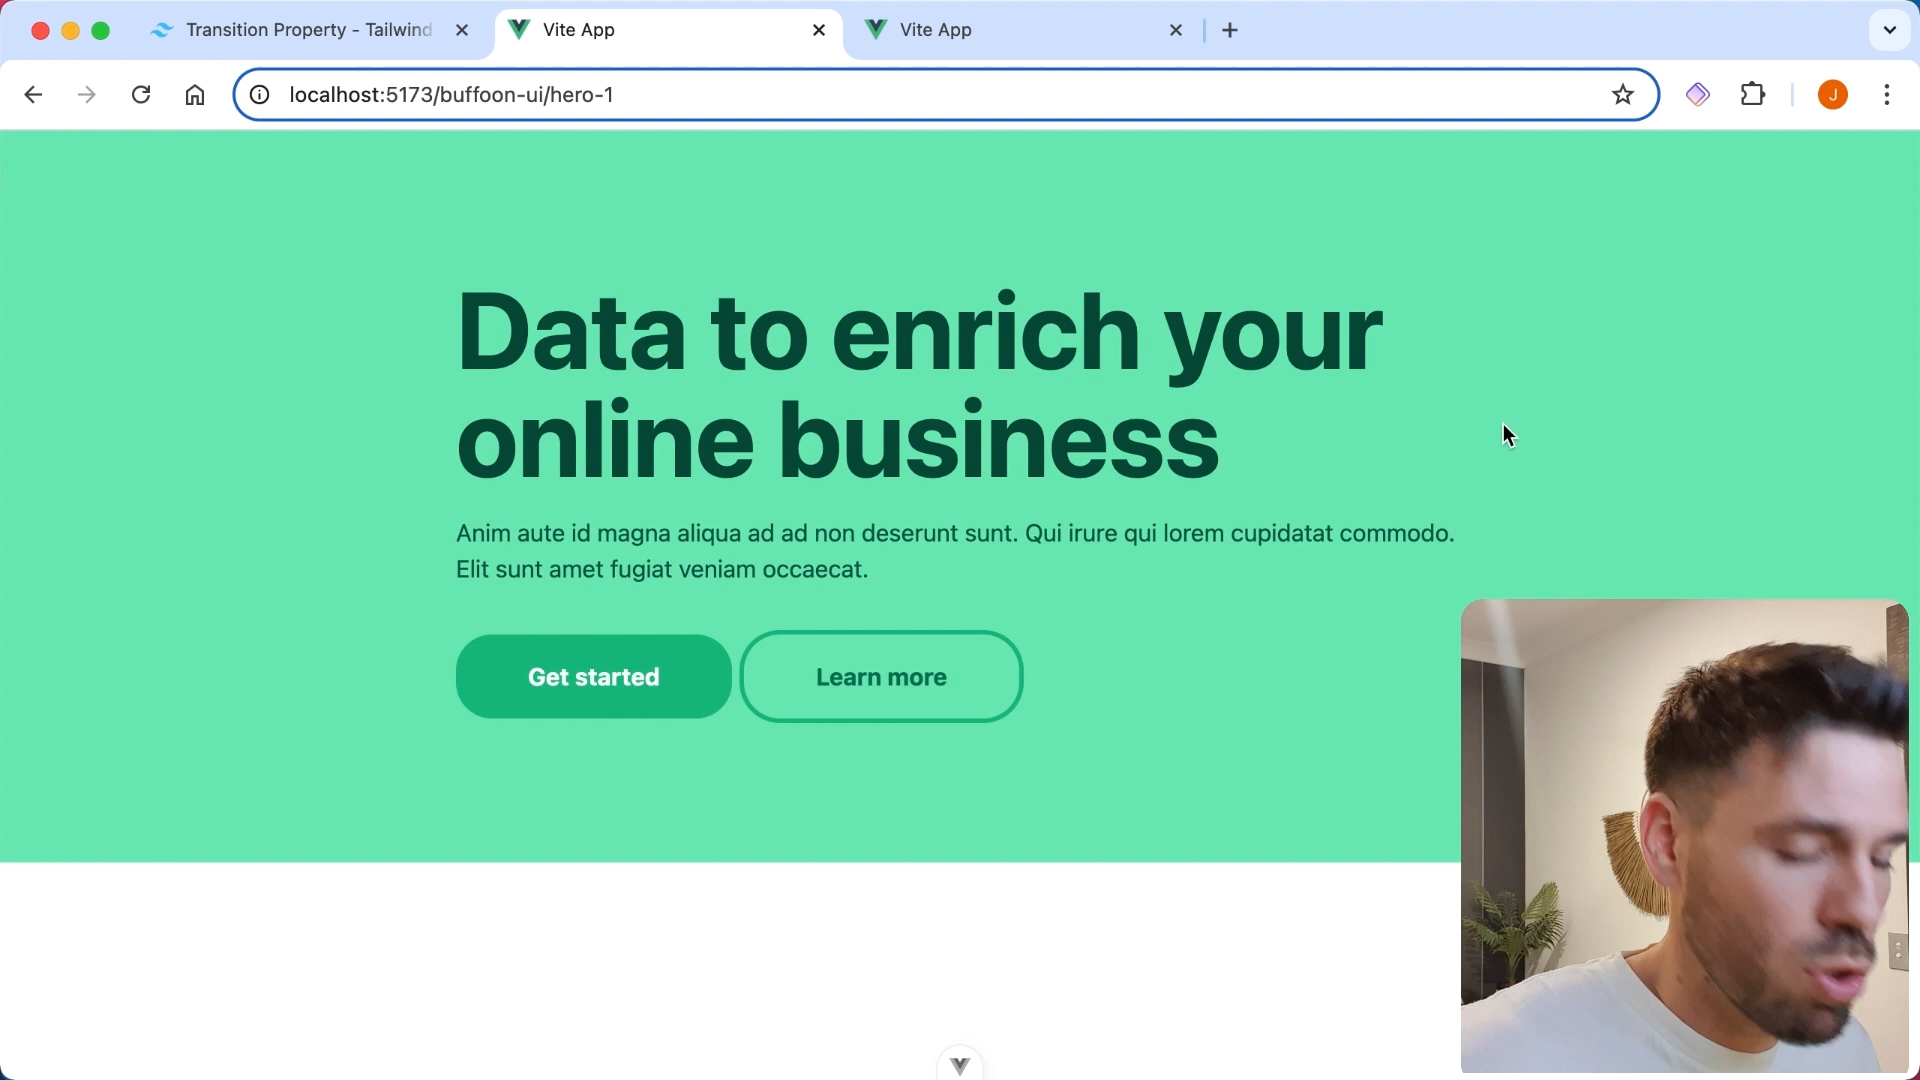 Transition Property - Tailwind
Vite App
Vite App
localhost:5173/buffoon-ui/hero-1
J
Data to enrich your
online business
Anim aute id magna aliqua ad ad non deserunt sunt. Qui irure qui lorem cupidatat commodo.
Elit sunt amet fugiat veniam occaecat.
Get started
Learn more